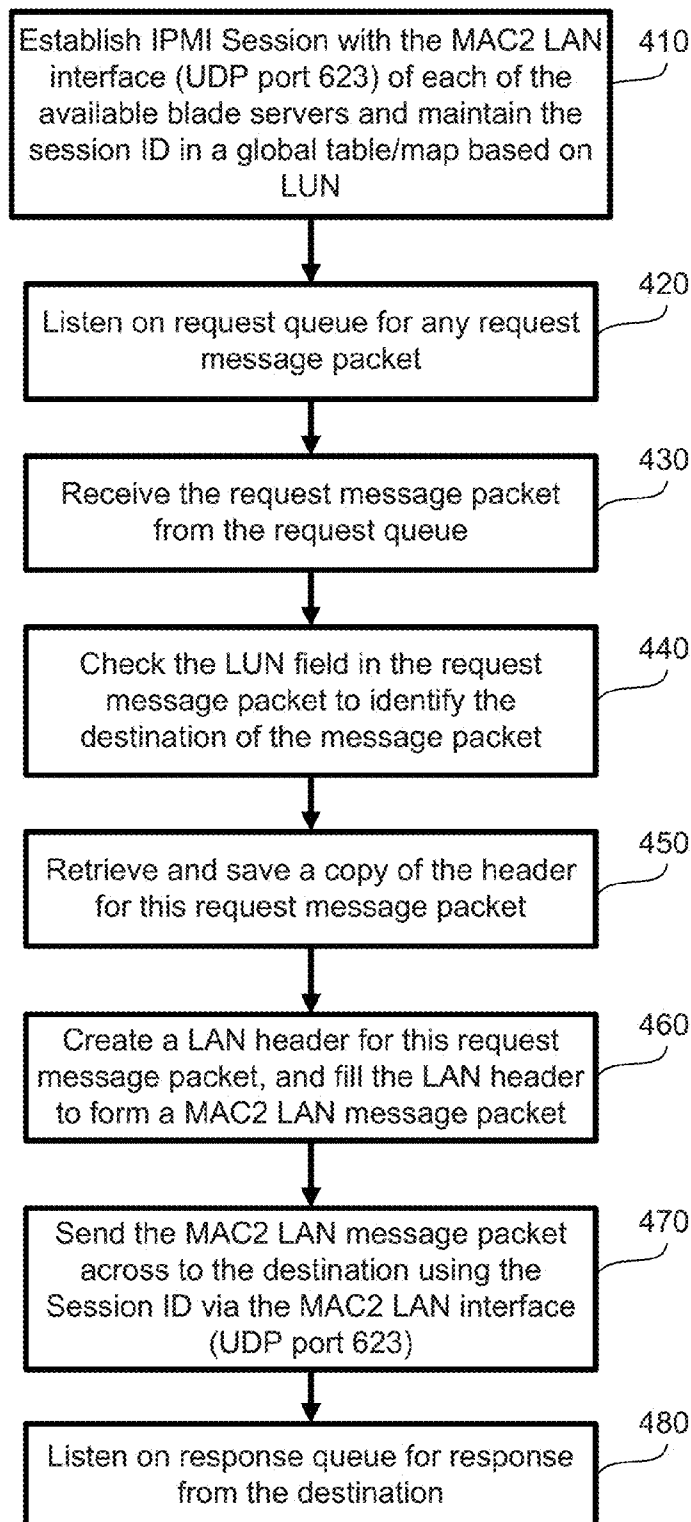 Establish IPMI Session with the MAC2 LAN
interface (UDP port 623) of each of the
available blade servers and maintain the
session ID in a global table/map based on
LUN
410
Listen on request queue for any request
message packet
420
Receive the request message packet
from the request queue
430
Check the LUN field in the request
message packet to identify the
destination of the message packet
440
Retrieve and save a copy of the header
for this request message packet
450
Create a LAN header for this request
message packet, and fill the LAN header
to form a MAC2 LAN message packet
460
Send the MAC2 LAN message packet
across to the destination using the
Session ID via the MAC2 LAN interface
(UDP port 623)
470
Listen on response queue for response
from the destination
480